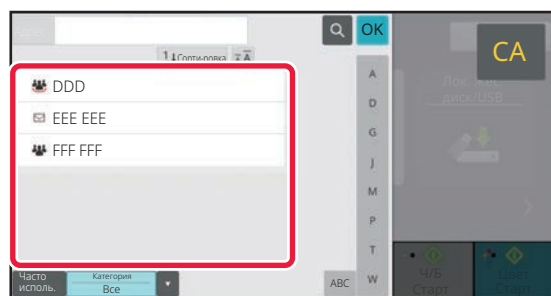 Адрес
OK
CA
1 Сорти-ровка
DDD
EEE EEE
FFF FFF
A
D
G
J
M
P
T
W
Лок. жес.
диск/USB
Часто
исполь.
Категория
Все
ABC
Ч/Б
Старт
Цвет
Старт